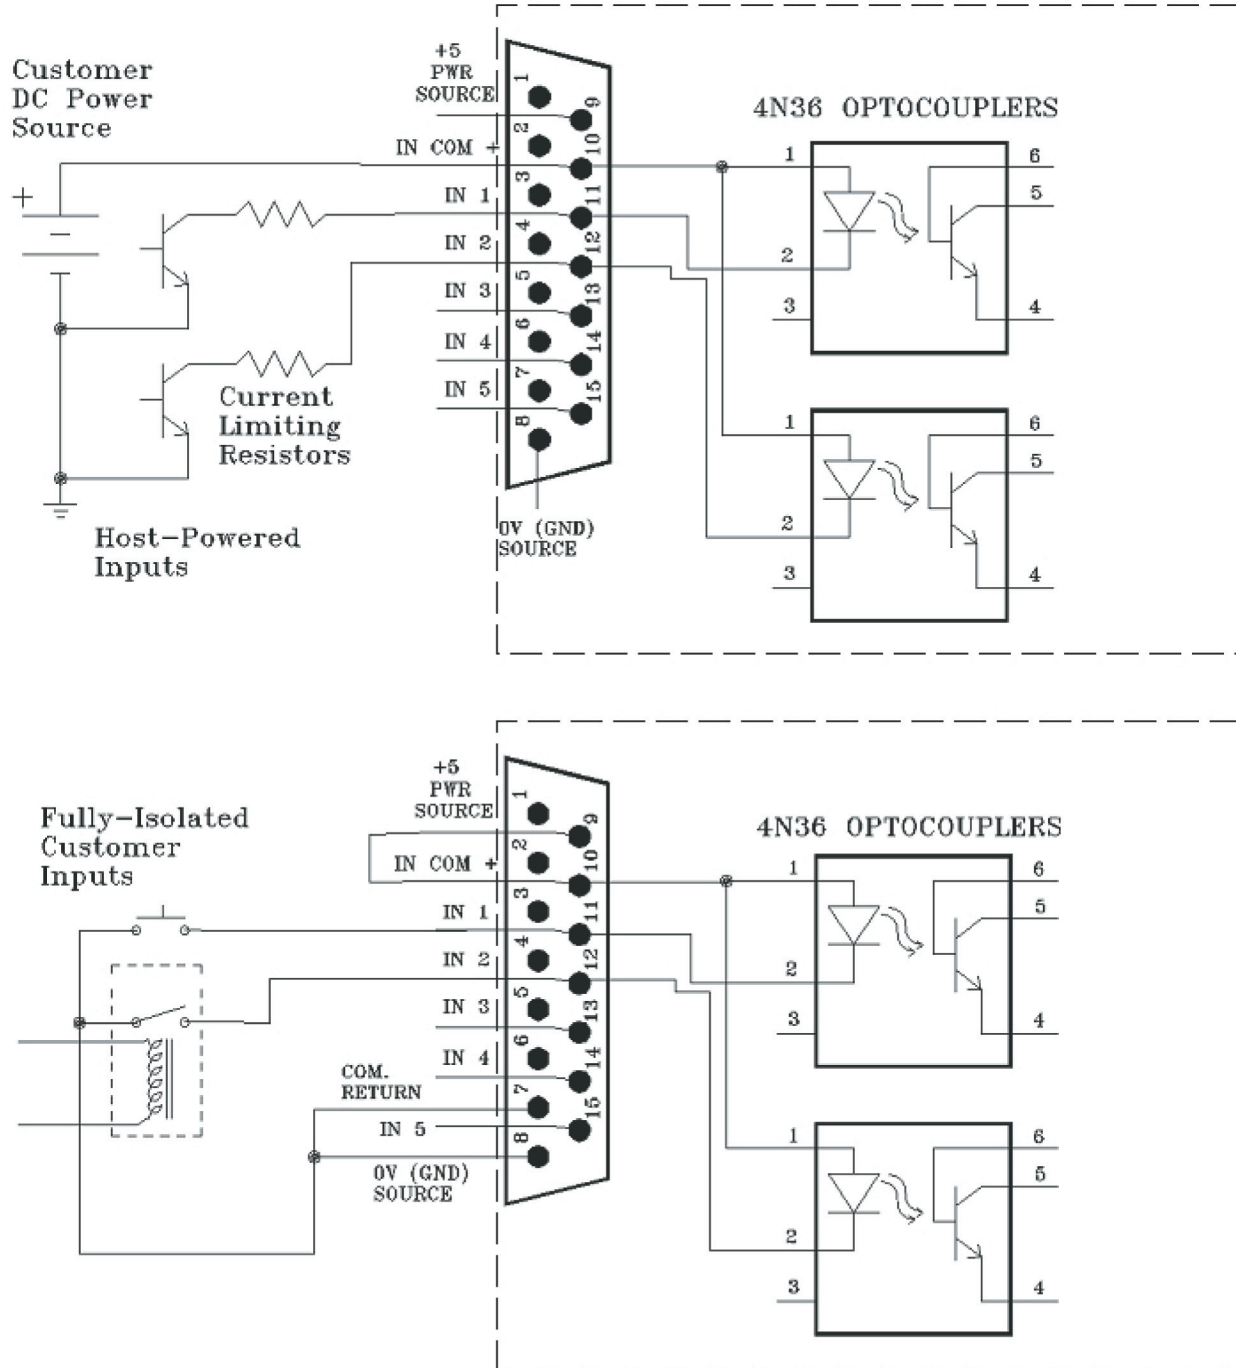 +5
PWR
SOURCE
Customer
DC Power
Source
IN COM +
IN 1
IN 2
IN 3
IN 4
IN 5
+
1
2
3
4
5
6
7
8
9
10
11
12
13
14
15
4N36 OPTOCOUPLERS
1
2
3
6
5
4
1
2
3
6
5
4
Current
Limiting
Resistors
Host-Powered
Inputs
0V (GND)
SOURCE
+5
PWR
SOURCE
Fully-Isolated
Customer
Inputs
IN COM +
IN 1
IN 2
IN 3
IN 4
COM.
RETURN
IN 5
0V (GND)
SOURCE
1
2
3
4
5
6
7
8
9
10
11
12
13
14
15
4N36 OPTOCOUPLERS
1
2
3
6
5
4
1
2
3
6
5
4